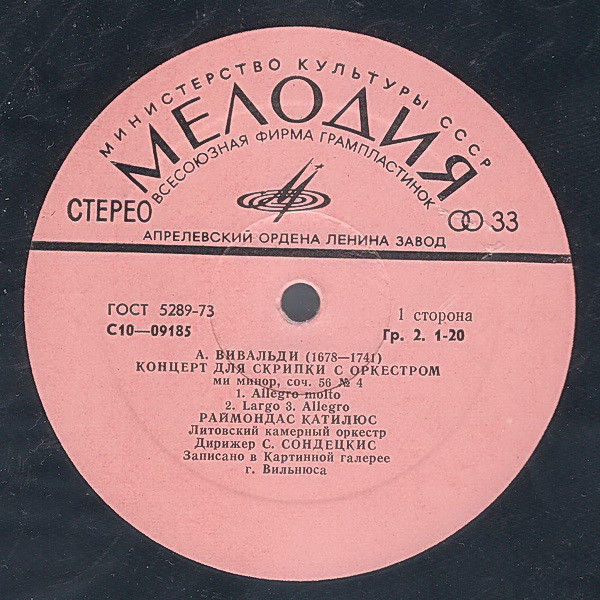 МИНИСТЕРСТВО КУЛЬТУРЫ СССР
МЕЛОДИЯ
ВСЕСОЮЗНАЯ ФИРМА ГРАМПЛАСТИНОК
СТЕРЕО
33
АПРЕЛЕВСКИЙ ОРДЕНА ЛЕНИНА ЗАВОД
ГОСТ 5289-73
1 сторона
С10—09185
Гр. 2. 1-20
А. ВИВАЛЬДИ (1678—1741)
КОНЦЕРТ ДЛЯ СКРИПКИ С ОРКЕСТРОМ
ми минор, соч. 56 № 4
1. Allegro molto
2. Largo 3. Allegro
РАЙМОНДАС КАТИЛЮС
Литовский камерный оркестр
Дирижер С. СОНДЕЦКИС
Записано в Картинной галерее
г. Вильнюса